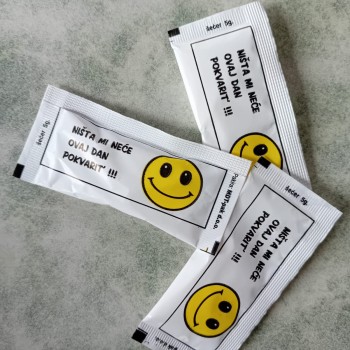 šećer 5g.
NIŠTA MI NEĆE
OVAJ DAN
POKVARIT' !!!
šećer 5g.
NIŠTA MI NEĆE
OVAJ DAN
POKVARIT' !!!
šećer 5g.
NIŠTA MI NEĆE
OVAJ DAN
POKVARIT' !!!